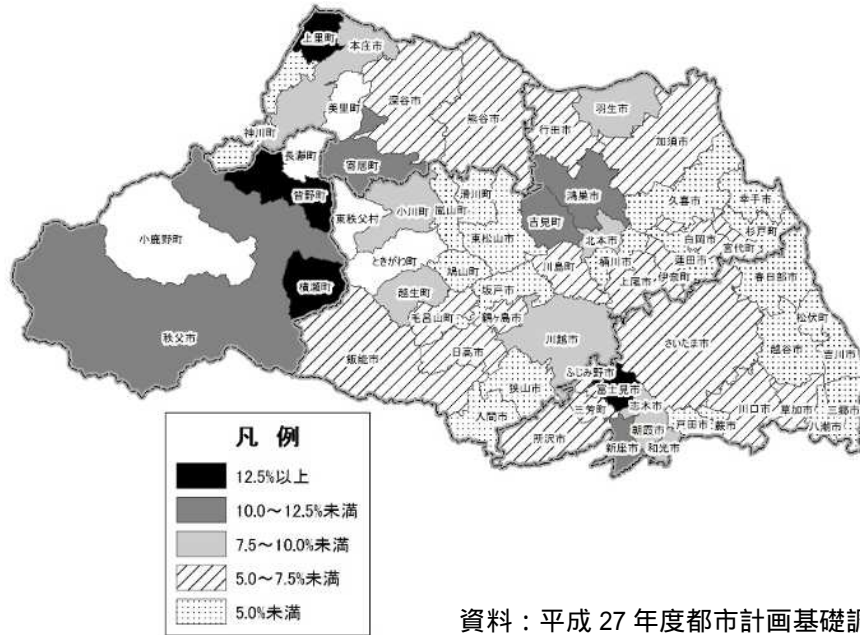 上里町
本庄市
美里町
深谷市
熊谷市
行田市
羽生市
加須市
神川町
長瀞町
寄居町
皆野町
鴻巣市
久喜市
幸手市
小鹿野町
東秩父村
小川町
嵐山町
滑川町
吉見町
北本市
白岡市
杉戸町
宮代町
東松山市
桶川市
蓮田市
ときがわ町
鳩山町
川島町
上尾市
伊奈町
春日部市
横瀬町
越生町
坂戸市
毛呂山町
鶴ヶ島市
松伏町
秩父市
川越市
さいたま市
越谷市
吉川市
飯能市
日高市
ふじみ野市
狭山市
富士見市
入間市
三芳町
志木市
川口市
草加市
三郷市
所沢市
朝霞市
戸田市
蕨市
八潮市
新座市
和光市
凡 例
12.5%以上
10.0～12.5%未満
7.5～10.0%未満
5.0～7.5%未満
5.0%未満
資料：平成 27 年度都市計画基礎調